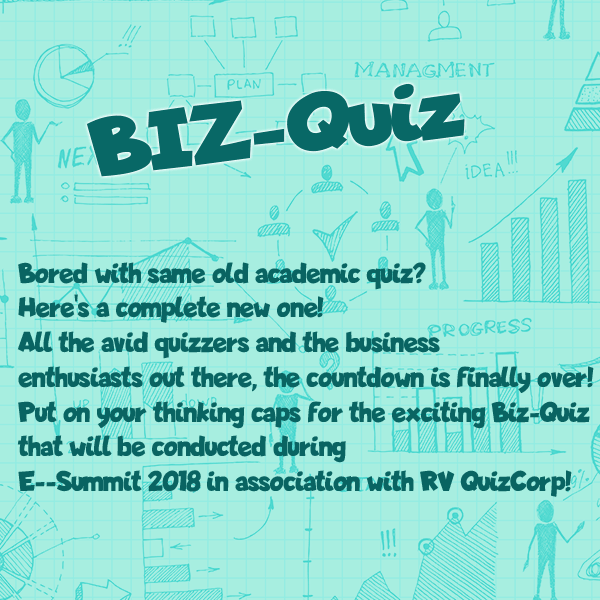 PLAN
MANAGMENT
BIZ-Quiz
iDEA!!!
Bored with same old academic quiz?
Here's a complete new one!
All the avid quizzers and the business
PROGRESS
enthusiasts out there, the countdown is finally over!
Put on your thinking caps for the exciting Biz-Quiz
that will be conducted during
E--Summit 2018 in association with RV QuizCorp!
!!!